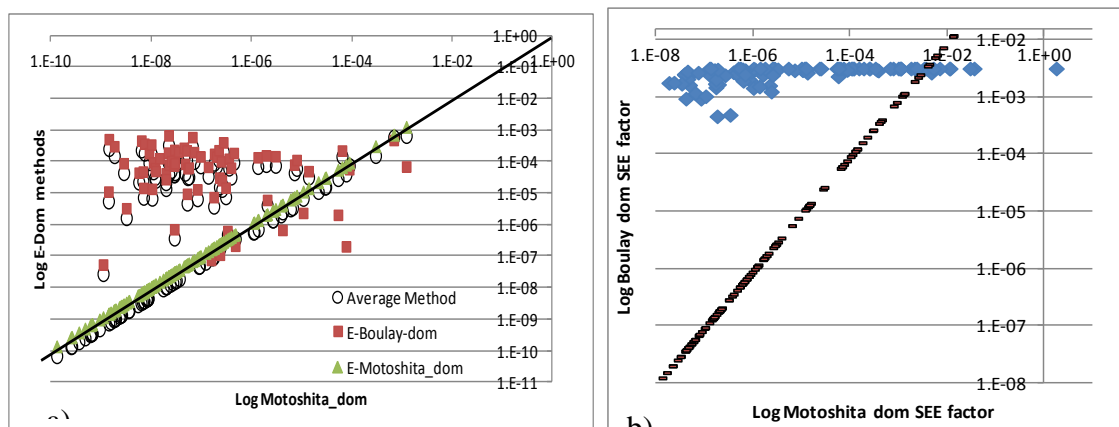 1.E-10 1.E-08 1.E-06 1.E-04 1.E-02 1.E+00
1.E+00
1.E-01
1.E-02
1.E-03
1.E-04
1.E-05
1.E-06
1.E-07
1.E-08
1.E-09
1.E-10
1.E-11
Log E-Dom methods
Average Method
E-Boulay-dom
E-Motoshita_dom
Log Motoshita_dom
a)
1.E-08 1.E-06 1.E-04 1.E-02 1.E+00
1.E-02
1.E-03
1.E-04
1.E-05
1.E-06
1.E-07
1.E-08
Log Boulay dom SEE factor
Log Motoshita dom SEE factor
b)